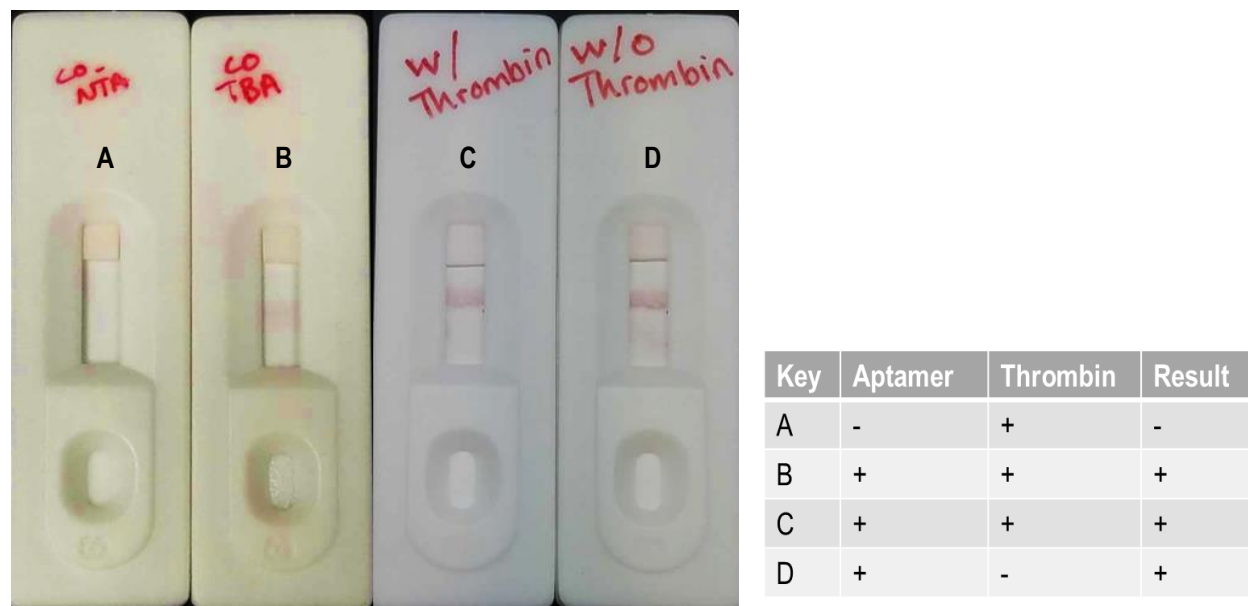 CO-
NTA
CO
TBA
W/
Thrombin
W/O
Thrombin
A
B
C
D
Key Aptamer Thrombin Result
A - + -
B + + +
C + + +
D + - +